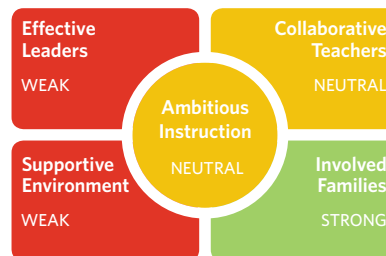 Effective
Leaders
WEAK
Collaborative
Teachers
NEUTRAL
Ambitious
Instruction
NEUTRAL
Supportive
Environment
WEAK
Involved
Families
STRONG